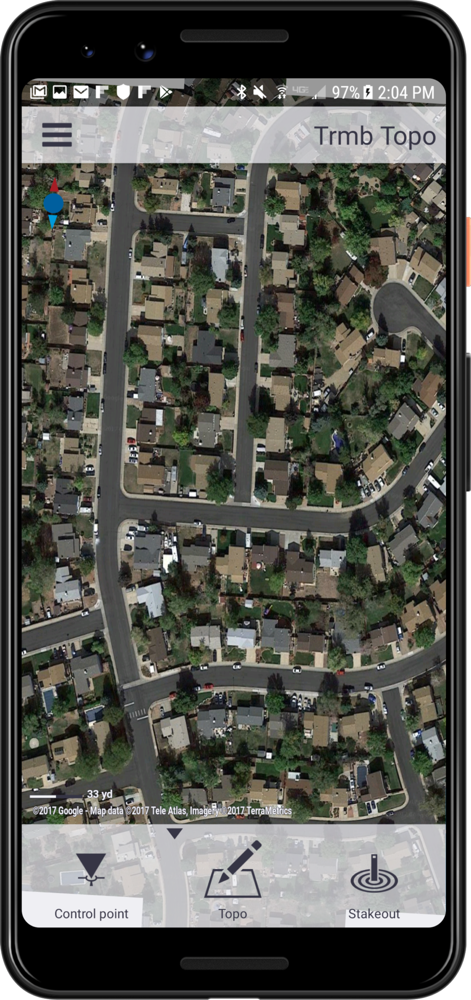 4G
97% 2:04 PM
Trmb Topo
33 yd
©2017 Google - Map data ©2017 Tele Atlas, Imagery ©2017 TerraMetrics
Control point
Topo
Stakeout